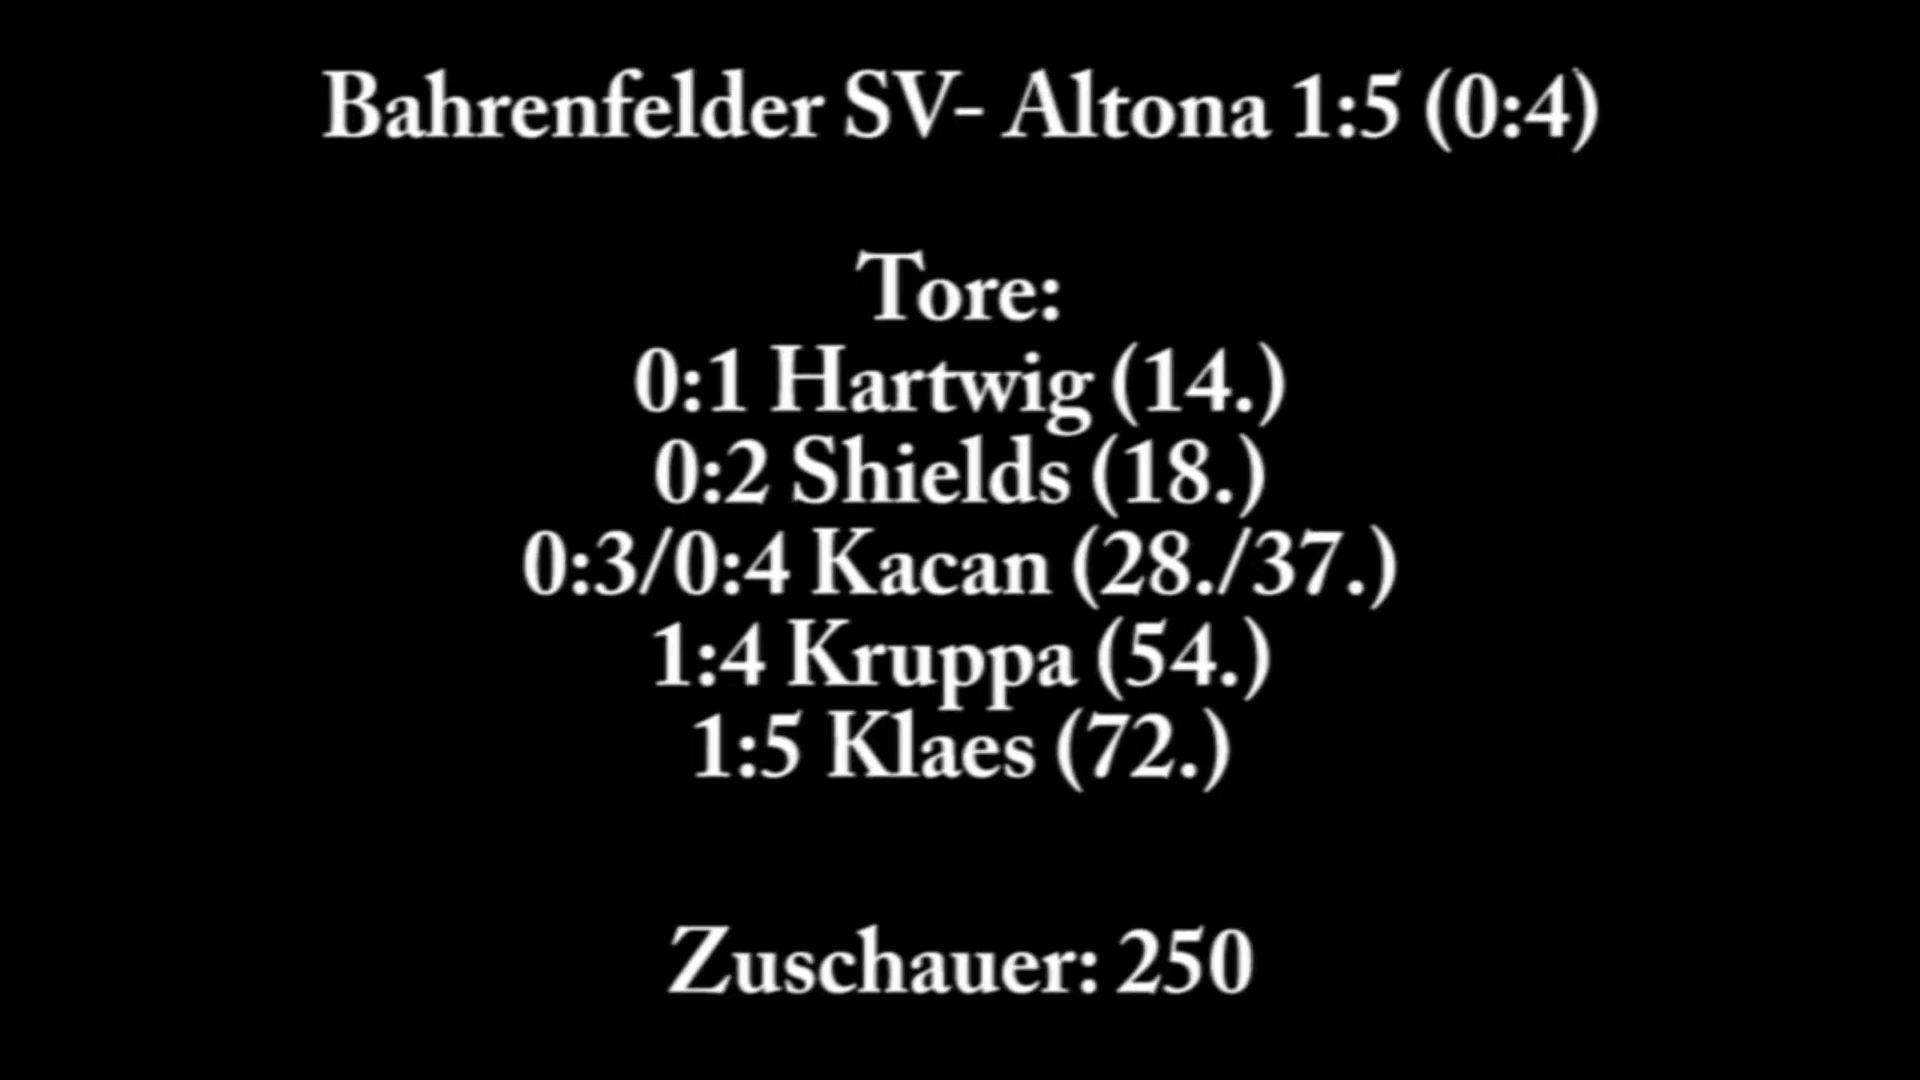 Bahrenfelder SV- Altona 1:5 (0:4)
Tore:
0:1 Hartwig (14.)
0:2 Shields (18.)
0:3/0:4 Kacan (28./37.)
1:4 Kruppa (54.)
1:5 Klaes (72.)
Zuschauer: 250